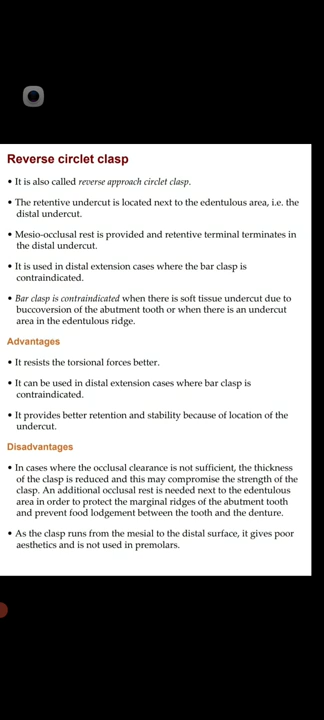 Reverse circlet clasp
• It is also called reverse approach circlet clasp.
• The retentive undercut is located next to the edentulous area, i.e. the
distal undercut.
• Mesio-occlusal rest is provided and retentive terminal terminates in
the distal undercut.
• It is used in distal extension cases where the bar clasp is
contraindicated.
• Bar clasp is contraindicated when there is soft tissue undercut due to
buccoversion of the abutment tooth or when there is an undercut
area in the edentulous ridge.
Advantages
• It resists the torsional forces better.
• It can be used in distal extension cases where bar clasp is
contraindicated.
• It provides better retention and stability because of location of the
undercut.
Disadvantages
• In cases where the occlusal clearance is not sufficient, the thickness
of the clasp is reduced and this may compromise the strength of the
clasp. An additional occlusal rest is needed next to the edentulous
area in order to protect the marginal ridges of the abutment tooth
and prevent food lodgement between the tooth and the denture.
• As the clasp runs from the mesial to the distal surface, it gives poor
aesthetics and is not used in premolars.